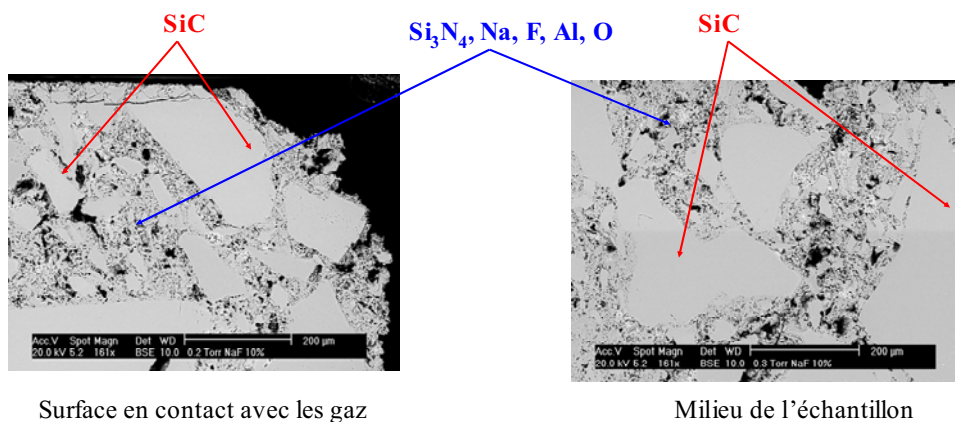 SiC
Si₃N₄, Na, F, Al, O
SiC
Acc.V Spot Magn Det WD 200 µm
20.0 kV 5.2 161x BSE 10.0 0.2 Torr NaF 10%
Acc.V Spot Magn Det WD 200 µm
20.0 kV 5.2 161x BSE 10.0 0.3 Torr NaF 10%
Surface en contact avec les gaz
Milieu de l’échantillon